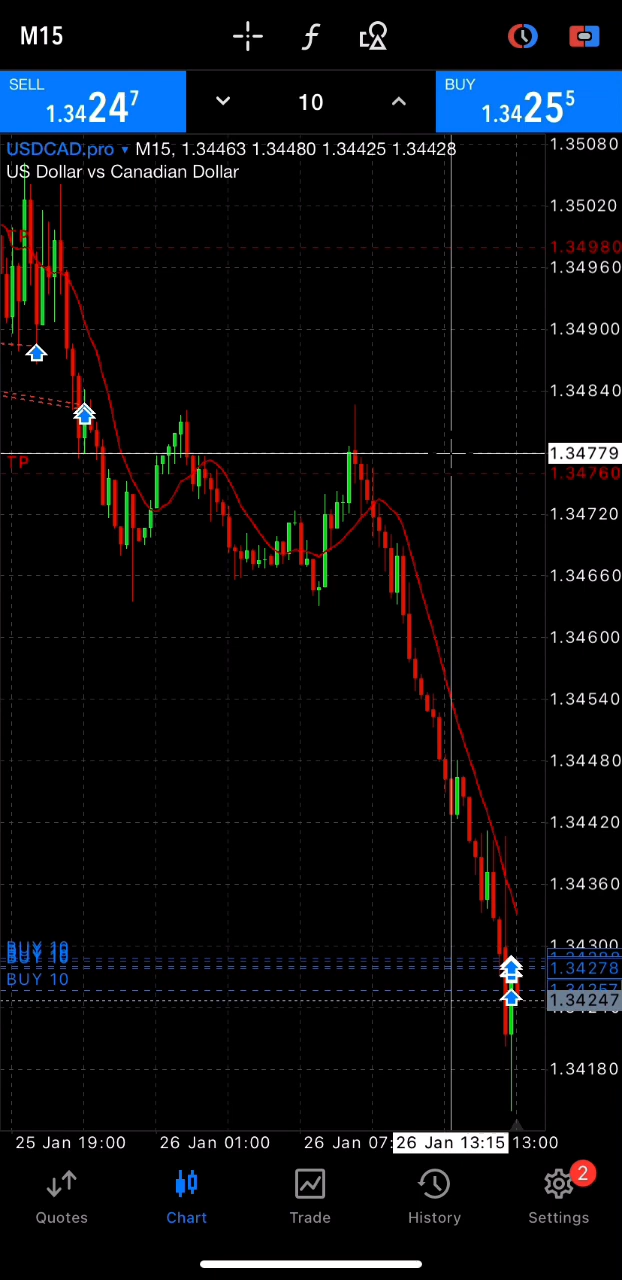 M15
SELL
1.34247
10
BUY
1.34255
USDCAD.pro M15, 1.34463 1.34480 1.34425 1.34428
US Dollar vs Canadian Dollar
1.35080
1.35020
1.34980
1.34960
1.34900
1.34840
1.34779
TP
1.34760
1.34720
1.34660
1.34600
1.34540
1.34480
1.34420
1.34360
1.34300
BUY 10
BUY 10
1.34278
BUY 10
1.34257
1.34247
1.34180
25 Jan 19:00
26 Jan 01:00
26 Jan 07:
26 Jan 13:15
13:00
2
Quotes
Chart
Trade
History
Settings